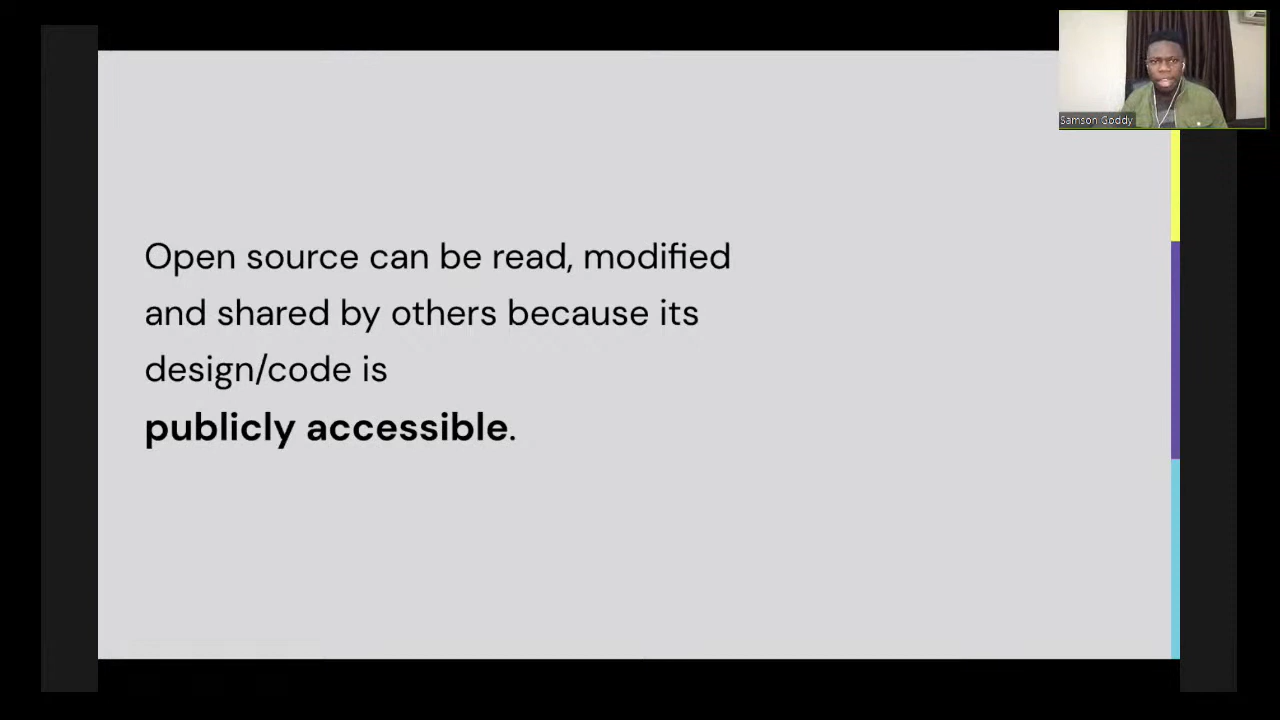 Samson Goddy
Open source can be read, modified
and shared by others because its
design/code is
publicly accessible.